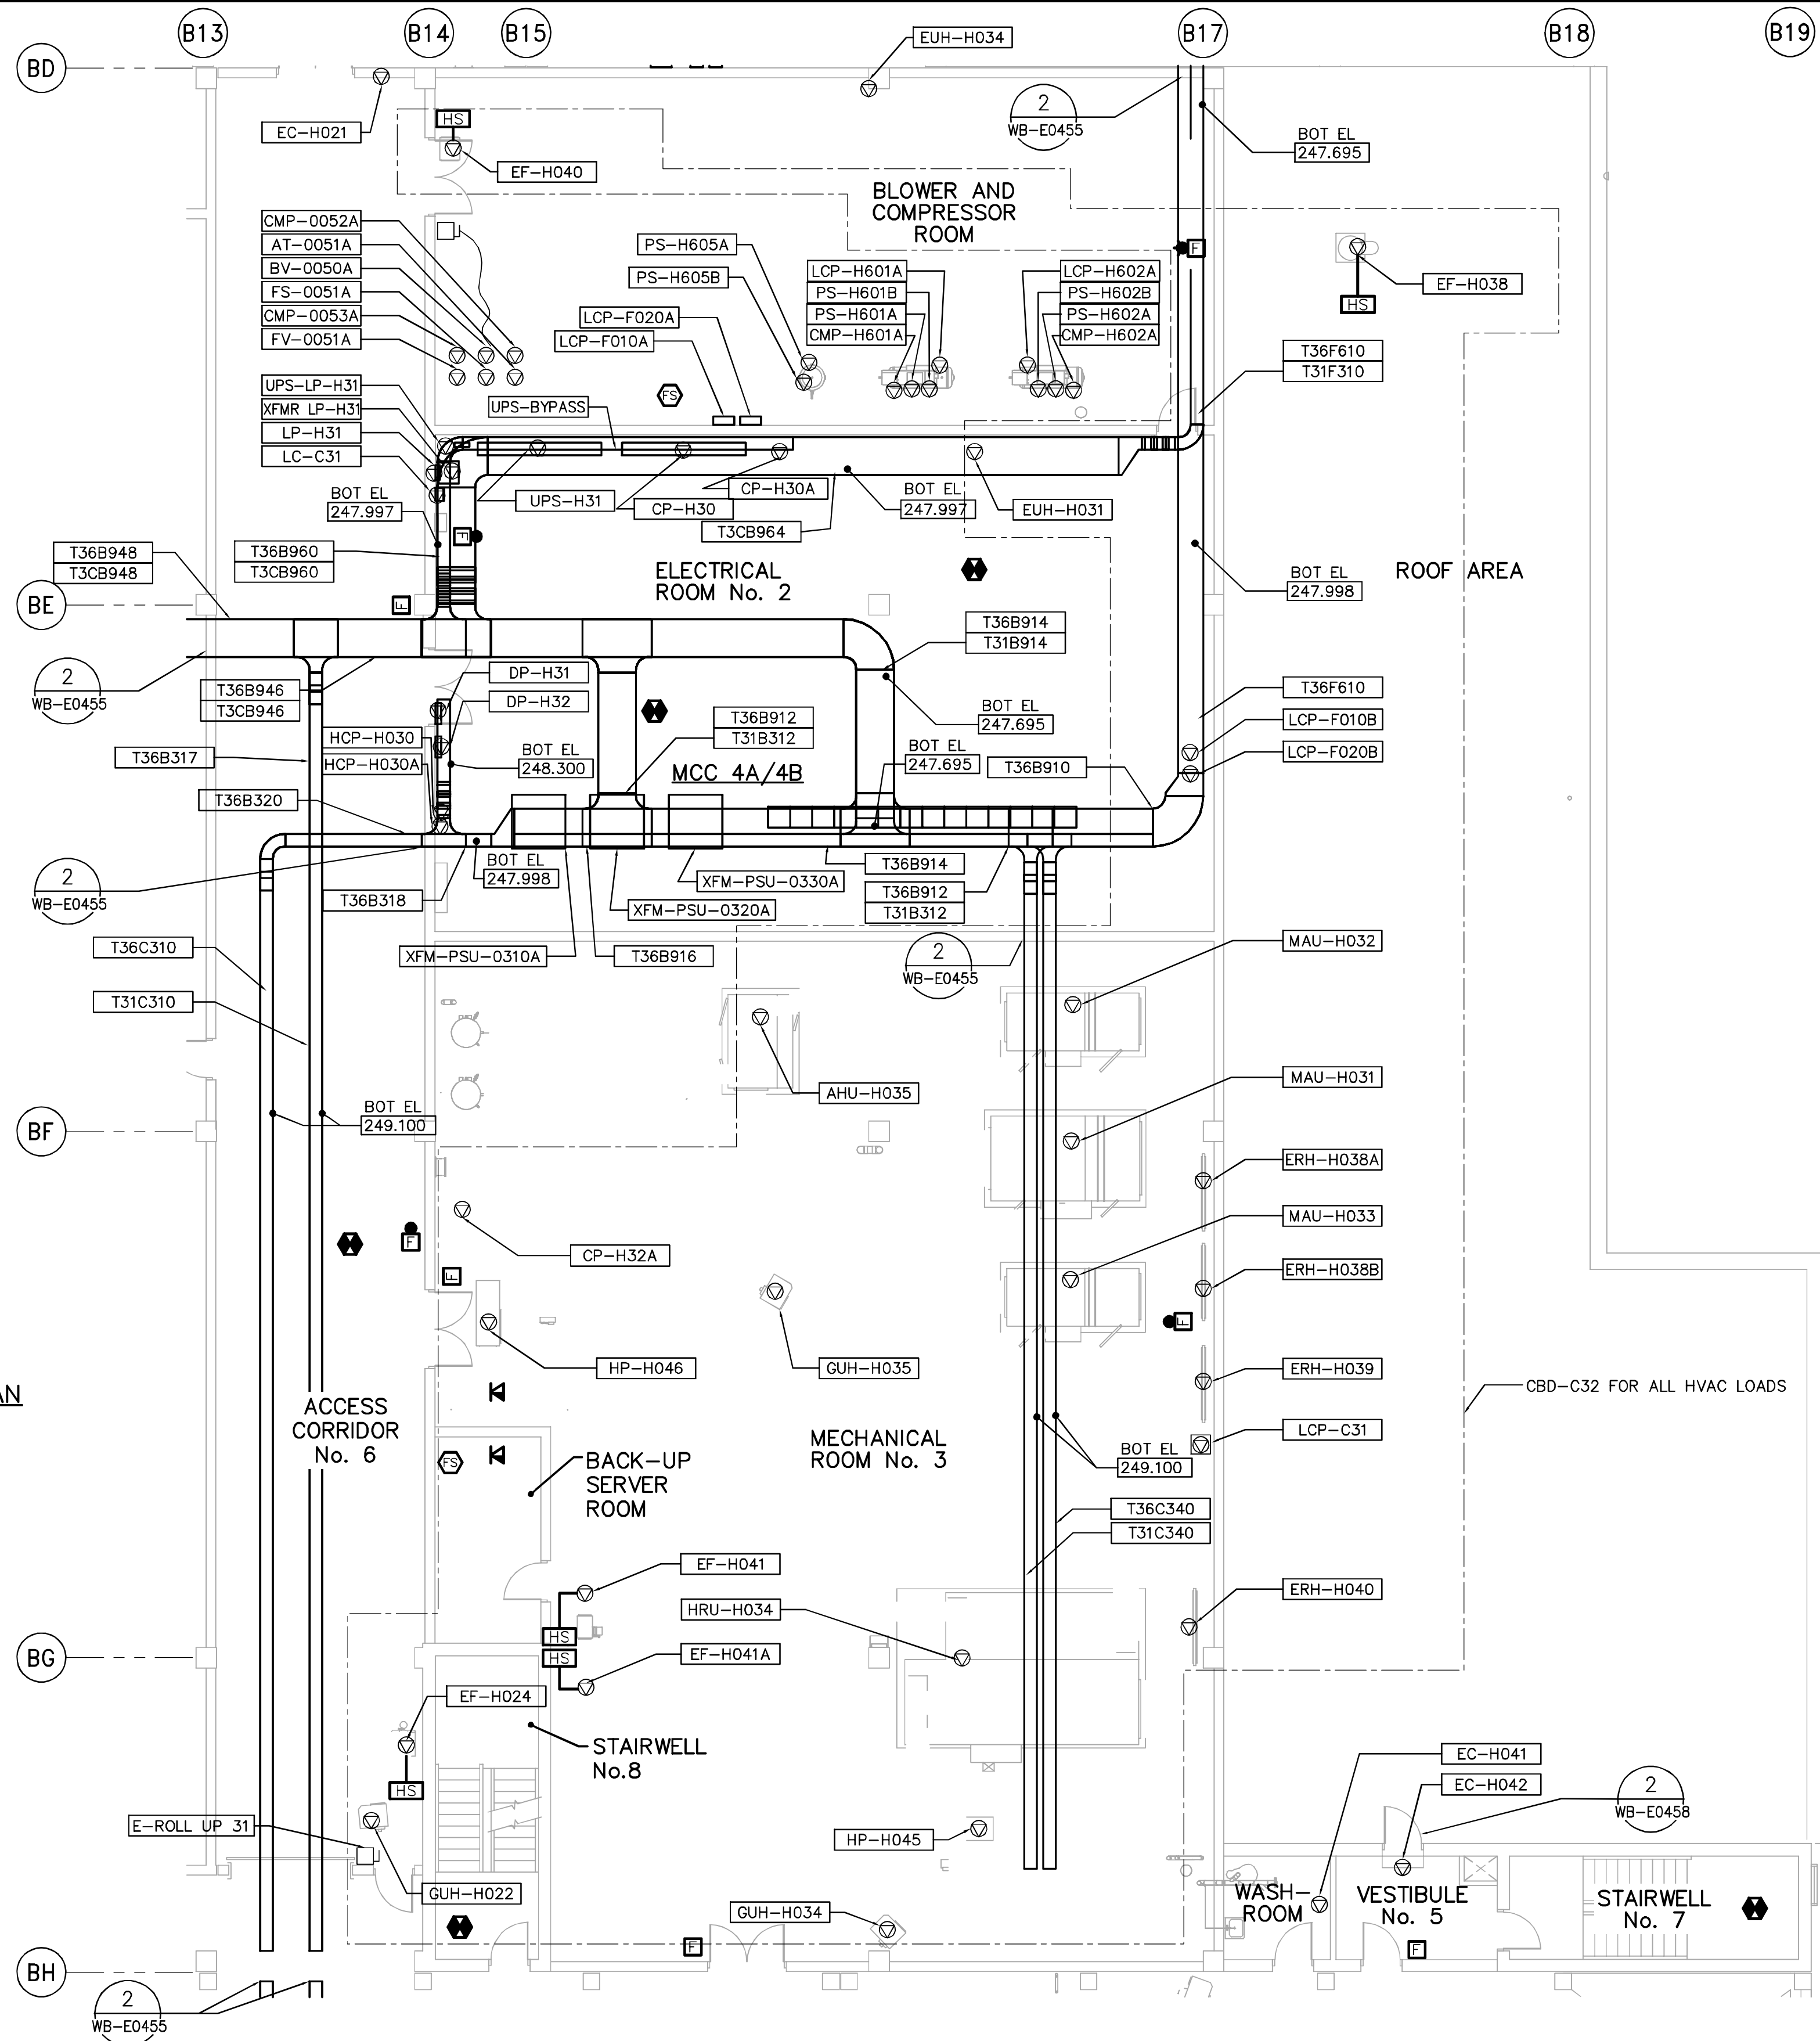 B13
B14
B15
B17
B18
B19
BD
EUH-H034
2
WB-E0455
EC-H021
HS
BOT EL
247.695
EF-H040
BLOWER AND
COMPRESSOR
ROOM
CMP-0052A
AT-0051A
BV-0050A
FS-0051A
CMP-0053A
FV-0051A
PS-H605A
PS-H605B
LCP-H601A
PS-H601B
PS-H601A
CMP-H601A
LCP-H602A
PS-H602B
PS-H602A
CMP-H602A
F
EF-H038
HS
LCP-F020A
LCP-F010A
T36F610
T31F310
UPS-LP-H31
XFMR LP-H31
LP-H31
LC-C31
FS
UPS-BYPASS
BOT EL
247.997
UPS-H31
CP-H30A
CP-H30
BOT EL
247.997
EUH-H031
T3CB964
F
T36B948
T3CB948
T36B960
T3CB960
ELECTRICAL
ROOM No. 2
BOT EL
247.998
ROOF AREA
BE
F
T36B914
T31B914
2
WB-E0455
T36B946
T3CB946
DP-H31
DP-H32
T36F610
LCP-F010B
LCP-F020B
BOT EL
247.695
T36B912
T31B312
HCP-H030
HCP-H030A
BOT EL
248.300
MCC 4A/4B
BOT EL
247.695
T36B910
T36B317
T36B320
2
WB-E0455
BOT EL
247.998
T36B318
T36B914
XFM-PSU-0330A
T36B912
T31B312
XFM-PSU-0320A
T36C310
XFM-PSU-0310A
T36B916
2
WB-E0455
MAU-H032
T31C310
AHU-H035
MAU-H031
BF
BOT EL
249.100
ERH-H038A
MAU-H033
F
CP-H32A
F
ERH-H038B
F
HP-H046
GUH-H035
ERH-H039
AN
CBD-C32 FOR ALL HVAC LOADS
ACCESS
CORRIDOR
No. 6
MECHANICAL
ROOM No. 3
LCP-C31
FS
BACK-UP
SERVER
ROOM
BOT EL
249.100
T36C340
T31C340
EF-H041
ERH-H040
HRU-H034
HS
BG
HS
EF-H041A
EF-H024
STAIRWELL
No.8
HS
EC-H041
EC-H042
2
WB-E0458
E-ROLL UP 31
HP-H045
GUH-H022
GUH-H034
WASH-
ROOM
VESTIBULE
No. 5
STAIRWELL
No. 7
F
F
BH
2
WB-E0455